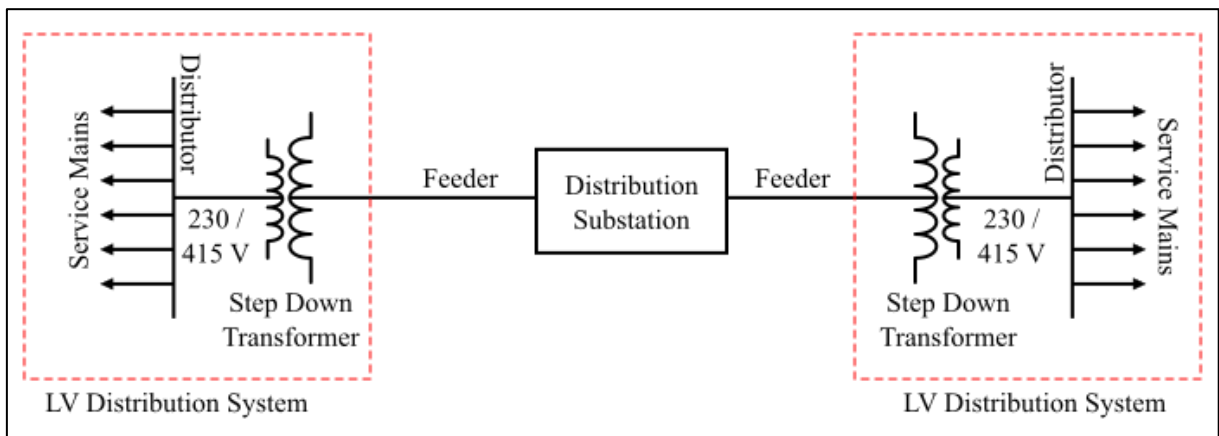 Service Mains
Distributor
230 /
415 V
Step Down
Transformer
LV Distribution System
Feeder
Distribution
Substation
Feeder
Distributor
Service Mains
230 /
415 V
Step Down
Transformer
LV Distribution System